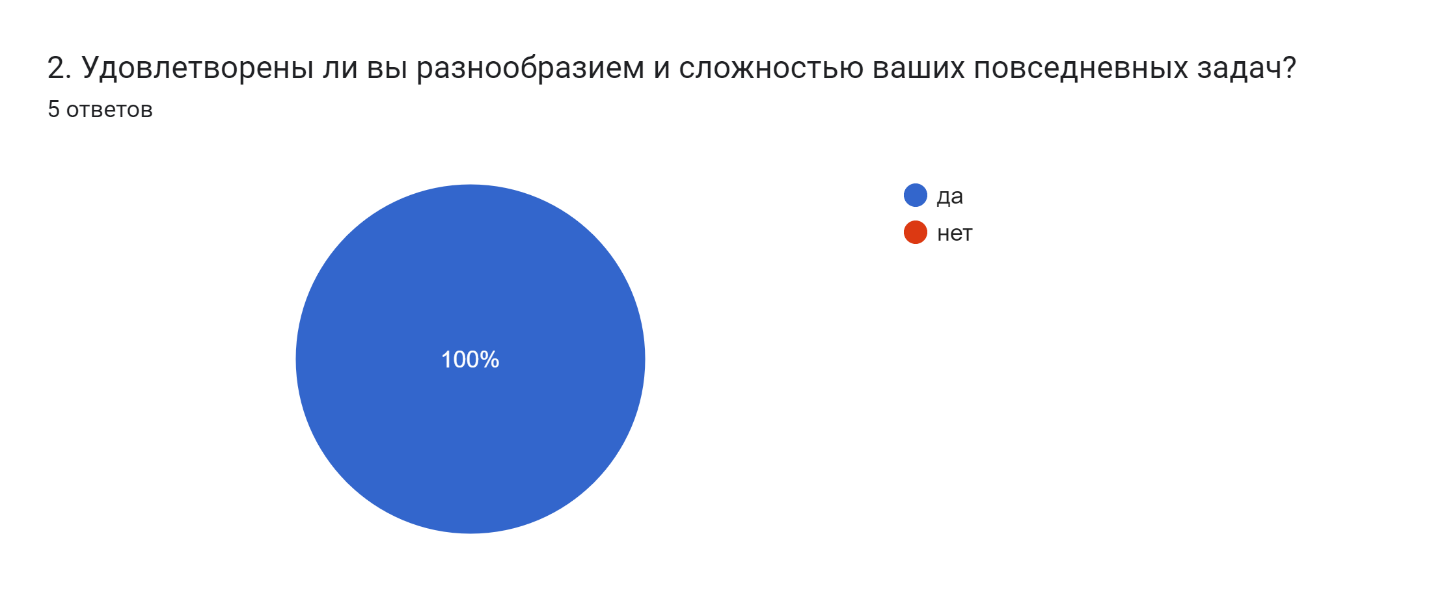 2. Удовлетворены ли вы разнообразием и сложностью ваших повседневных задач?
5 ответов
да
нет
100%